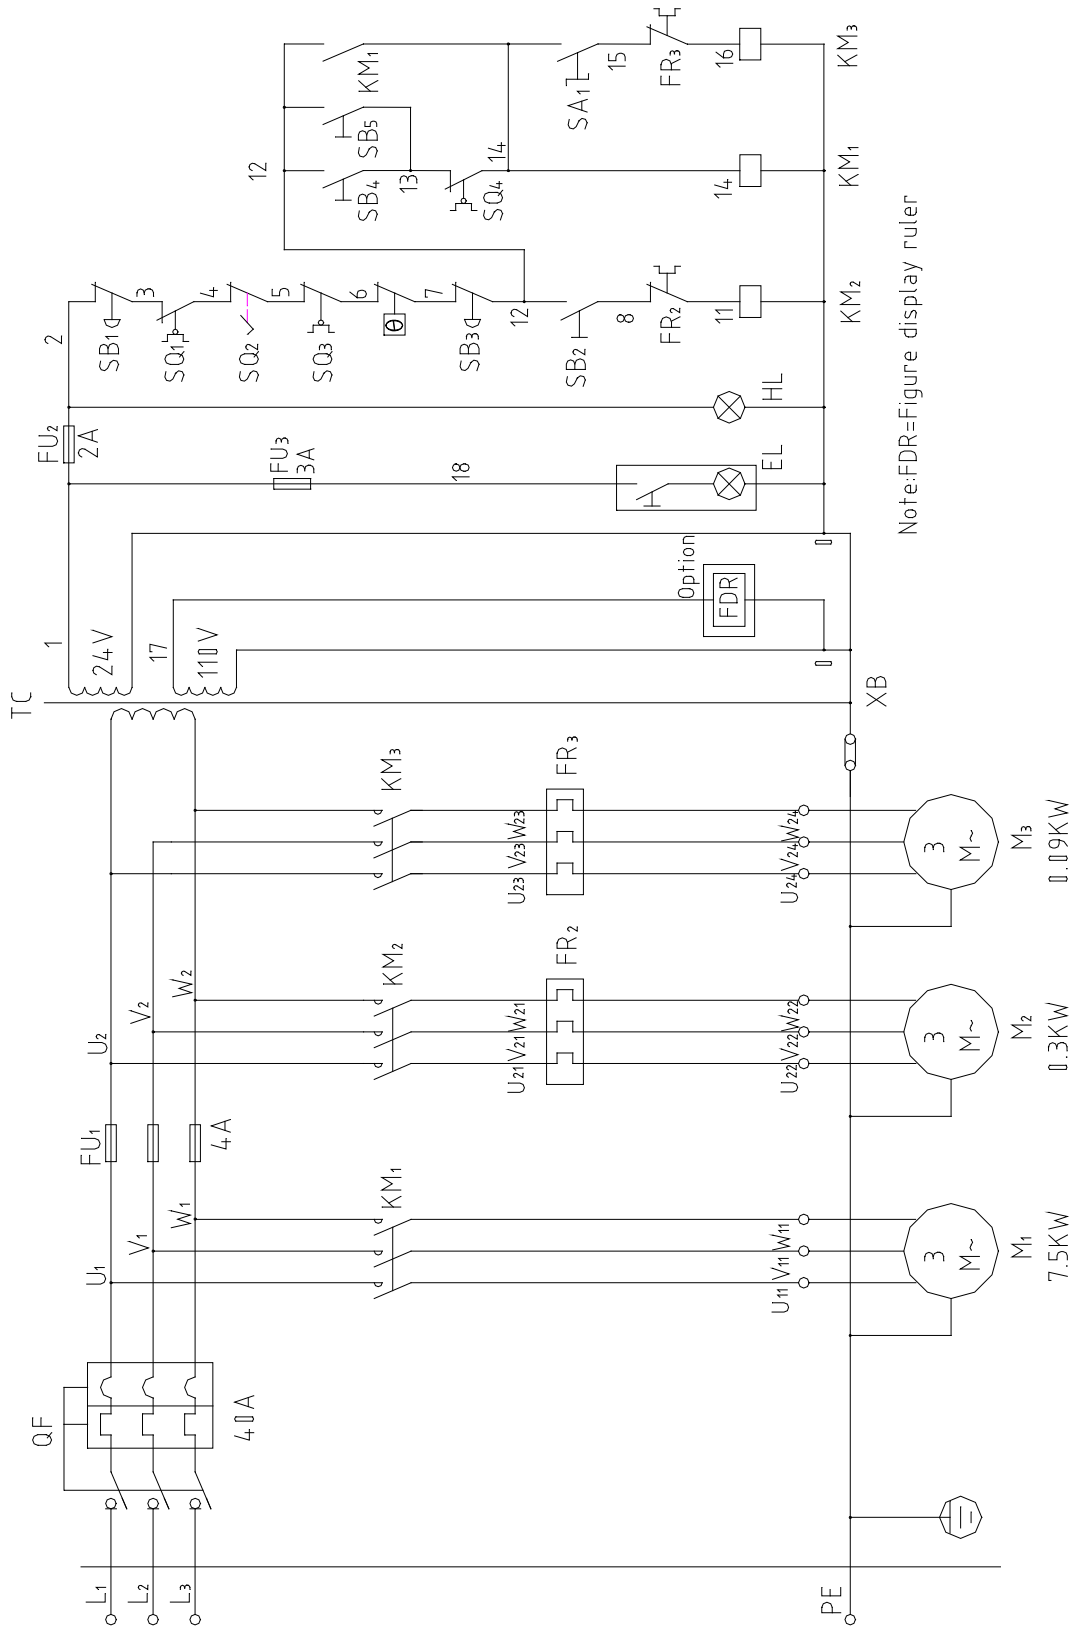 L1
L2
L3
PE
QF
40A
U1
V1
W1
FU1
4A
U2
V2
W2
KM1
KM2
KM3
U21 V21 W21
FR2
U23 V23 W23
FR3
U11 V11 W11
U22 V22 W22
U24 V24 W24
3
M~
M1
7.5KW
3
M~
M2
0.3KW
3
M~
M3
0.09KW
XB
TC
1
24V
17
110V
Option
FDR
FU2
2A
FU3
3A
18
EL
HL
2
SB1
3
SQ1
4
SQ2
5
SQ3
6
θ
7
SB3
12
SB2
8
FR2
11
KM2
12
SB4
SB5
KM1
13
SQ4
14
14
KM1
SA1
15
FR3
16
KM3
Note:FDR=Figure display ruler